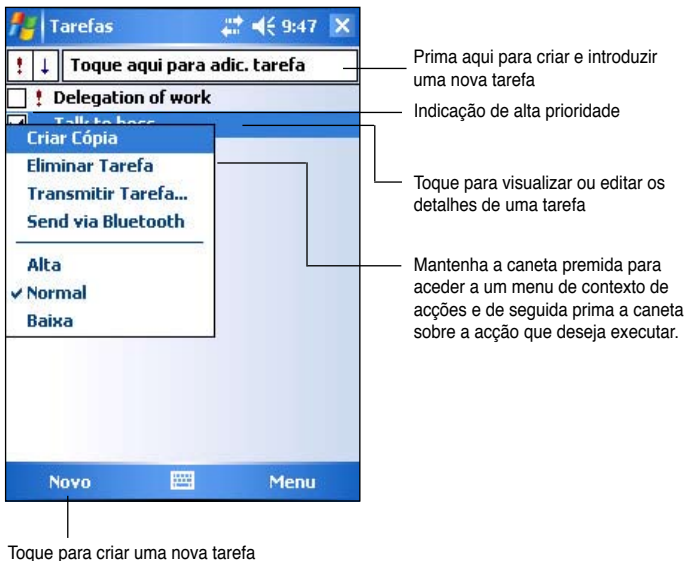 Tarefas 9:47
Toque aqui para adic. tarefa
Delegation of work
Talk to boss
Criar Cópia
Eliminar Tarefa
Transmitir Tarefa...
Send via Bluetooth
Alta
Normal
Baixa
Novo Menu
Prima aqui para criar e introduzir
uma nova tarefa
Indicação de alta prioridade
Toque para visualizar ou editar os
detalhes de uma tarefa
Mantenha a caneta premida para
aceder a um menu de contexto de
acções e de seguida prima a caneta
sobre a acção que deseja executar.
Toque para criar uma nova tarefa